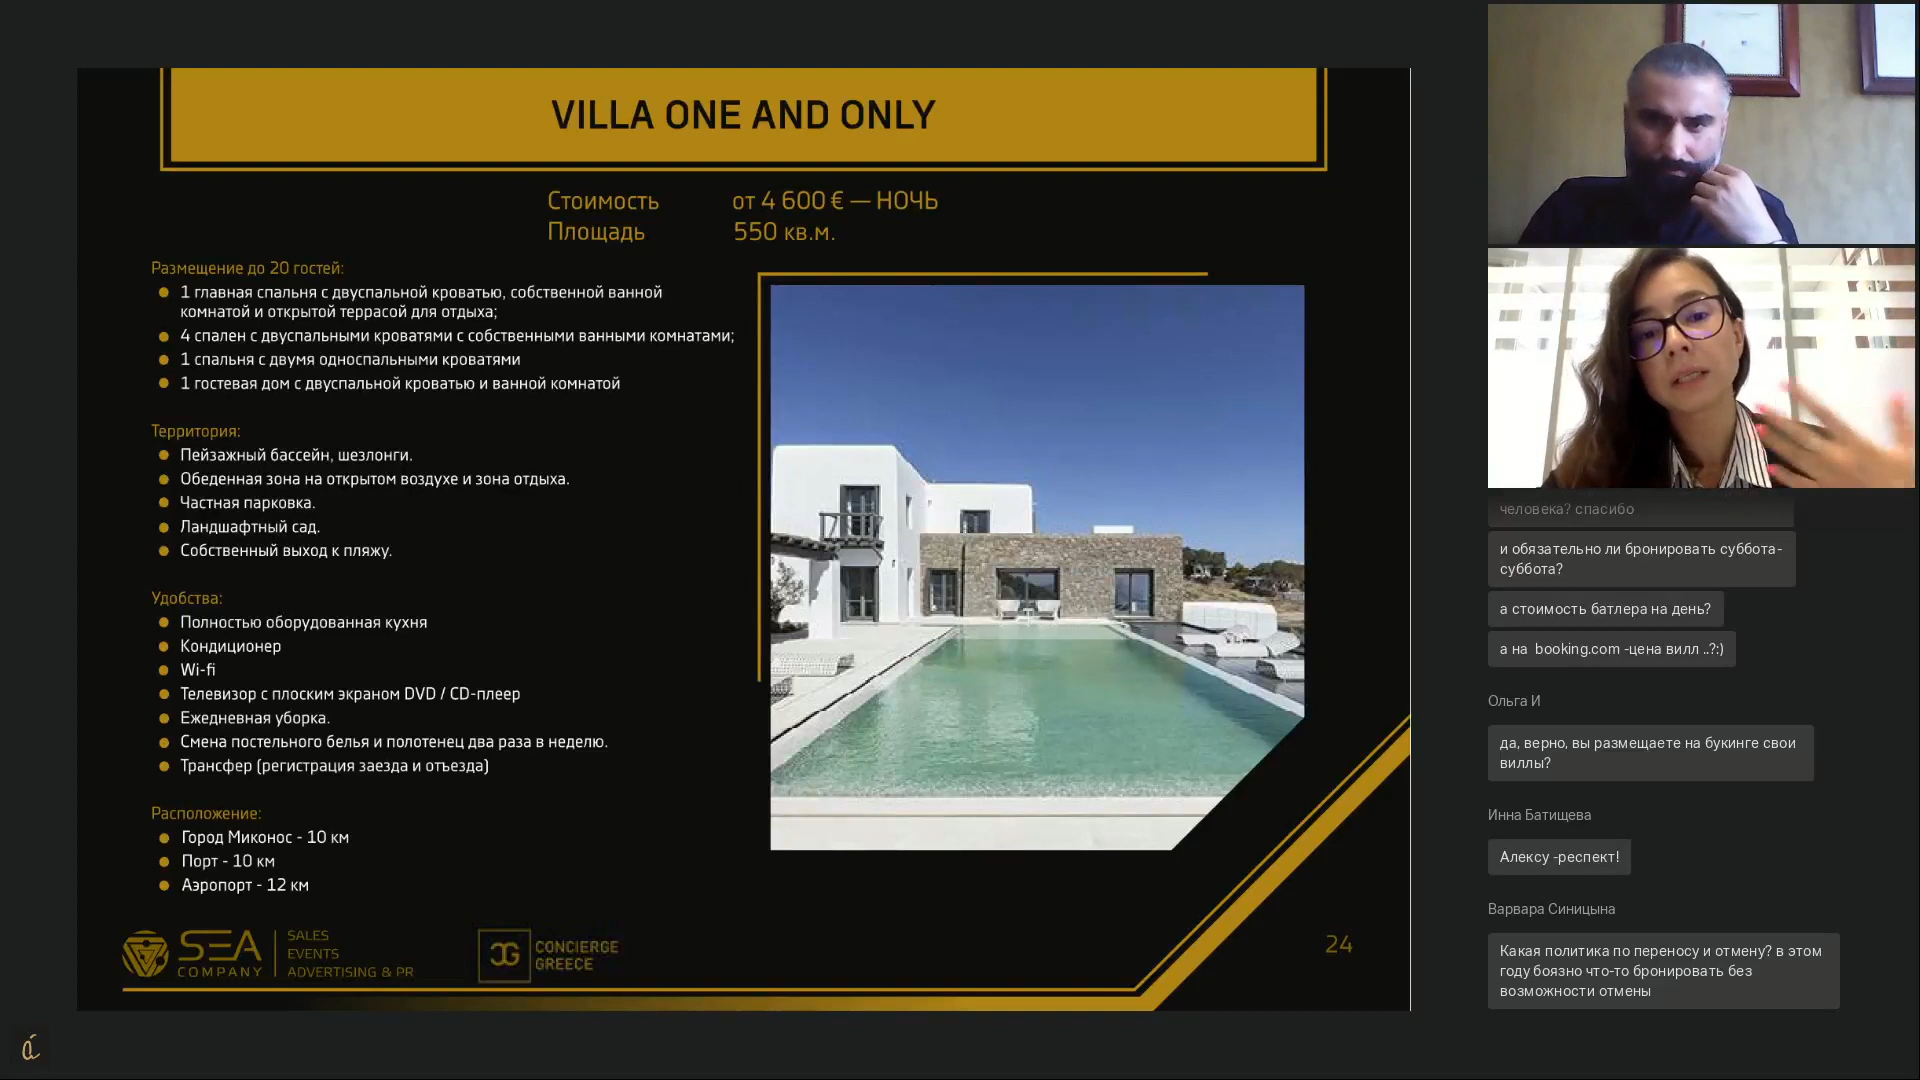 VILLA ONE AND ONLY
Стоимость от 4 600 € — НОЧЬ
Площадь 550 кв.м.
Размещение до 20 гостей:
1 главная спальня с двуспальной кроватью, собственной ванной
комнатой и открытой террасой для отдыха;
4 спален с двуспальными кроватями с собственными ванными комнатами;
1 спальня с двумя односпальными кроватями
1 гостевая дом с двуспальной кроватью и ванной комнатой
Территория:
Пейзажный бассейн, шезлонги.
Обеденная зона на открытом воздухе и зона отдыха.
Частная парковка.
Ландшафтный сад.
Собственный выход к пляжу.
Удобства:
Полностью оборудованная кухня
Кондиционер
Wi-fi
Телевизор с плоским экраном DVD / CD-плеер
Ежедневная уборка.
Смена постельного белья и полотенец два раза в неделю.
Трансфер (регистрация заезда и отъезда)
Расположение:
Город Миконос - 10 км
Порт - 10 км
Аэропорт - 12 км
SEA
COMPANY
SALES
EVENTS
ADVERTISING & PR
CG
CONCIERGE
GREECE
24
á
человека? спасибо
и обязательно ли бронировать суббота-
суббота?
а стоимость батлера на день?
а на booking.com -цена вилл ..?:)
Ольга И
да, верно, вы размещаете на букинге свои
виллы?
Инна Батищева
Алексу -респект!
Варвара Синицына
Какая политика по переносу и отмену? в этом
году боязно что-то бронировать без
возможности отмены